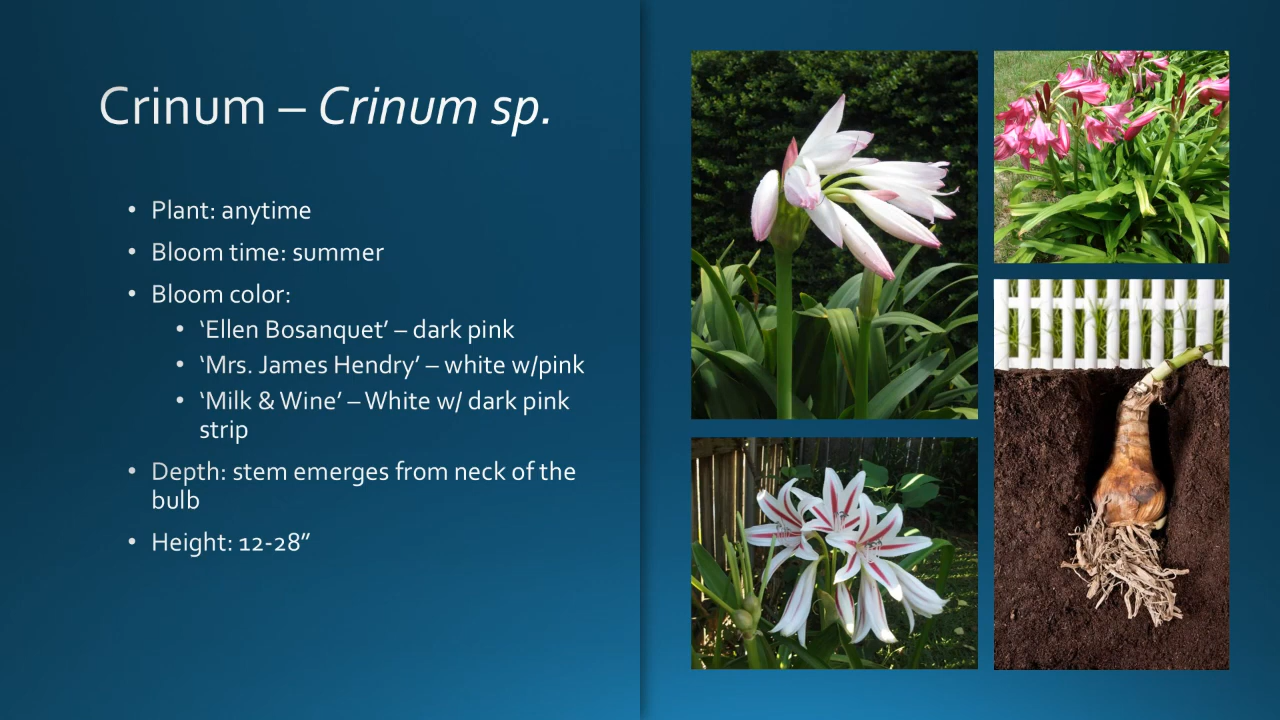 Crinum – Crinum sp.
• Plant: anytime
• Bloom time: summer
• Bloom color:
• ‘Ellen Bosanquet’ – dark pink
• ‘Mrs. James Hendry’ – white w/pink
• ‘Milk & Wine’ – White w/ dark pink
strip
• Depth: stem emerges from neck of the
bulb
• Height: 12-28”